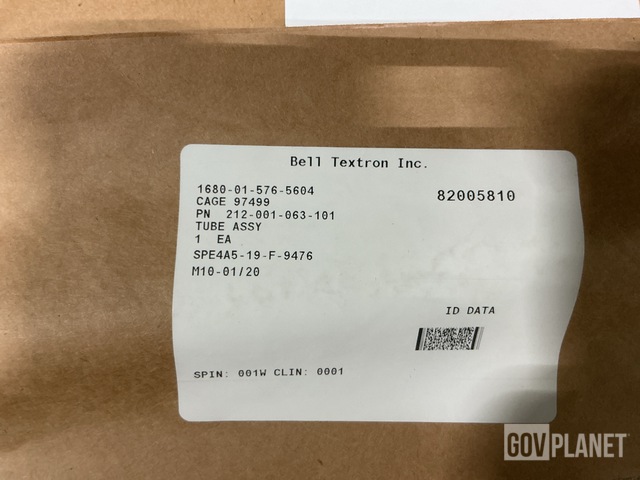 Bell Textron Inc.
1680-01-576-5604
82005810
CAGE 97499
PN 212-001-063-101
TUBE ASSY
1 EA
SPE4A5-19-F-9476
M10-01/20
ID DATA
SPIN: 001W CLIN: 0001
GOVPLANET